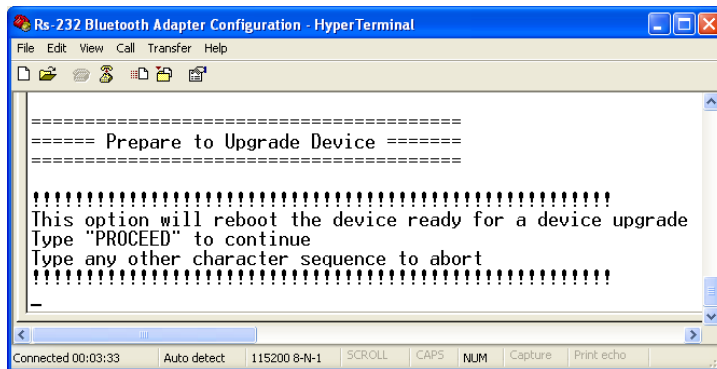 Rs-232 Bluetooth Adapter Configuration - HyperTerminal
File Edit View Call Transfer Help
========================================
====== Prepare to Upgrade Device =======
========================================
!!!!!!!!!!!!!!!!!!!!!!!!!!!!!!!!!!!!!!!!!!!!!!!!!!!!!!
This option will reboot the device ready for a device upgrade
Type "PROCEED" to continue
Type any other character sequence to abort
!!!!!!!!!!!!!!!!!!!!!!!!!!!!!!!!!!!!!!!!!!!!!!!!!!!!!!
_
Connected 00:03:33 Auto detect 115200 8-N-1 SCROLL CAPS NUM Capture Print echo